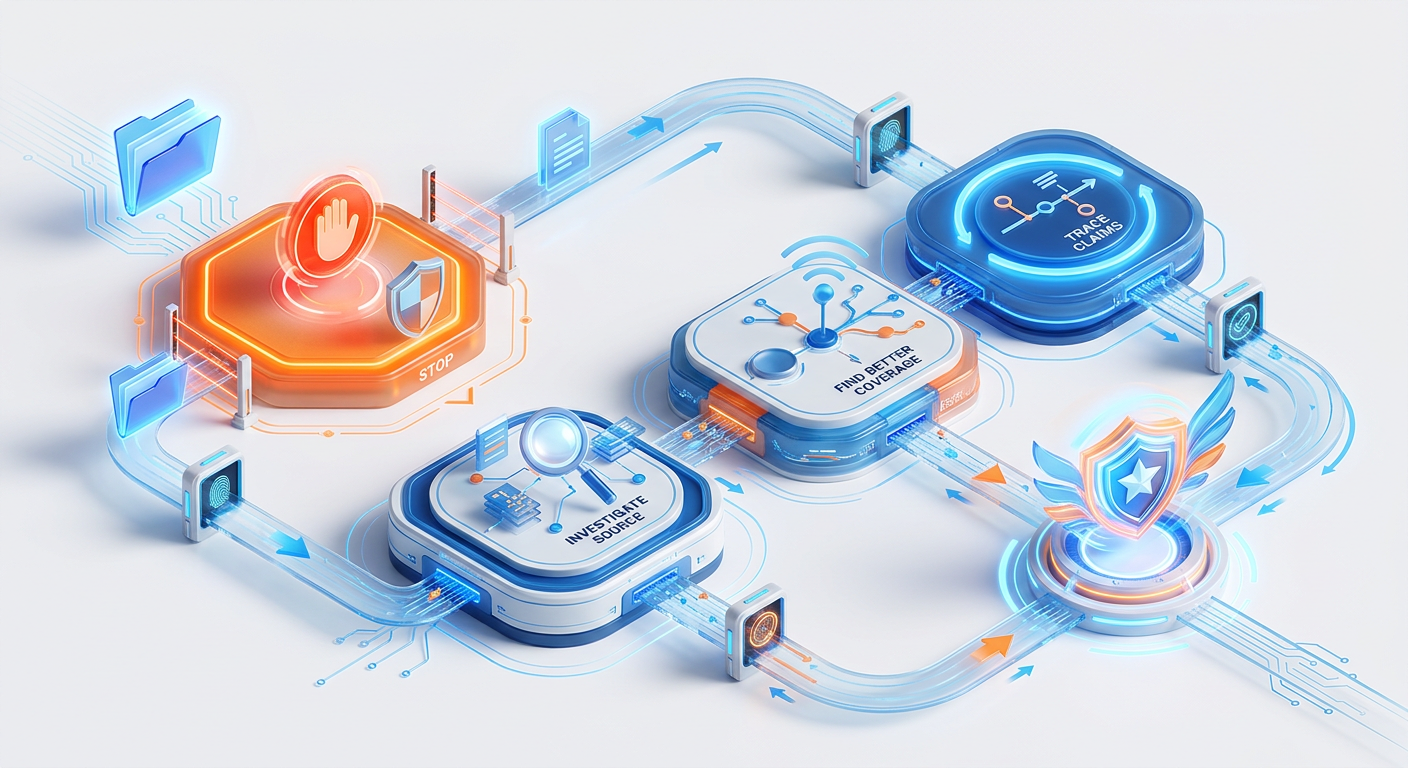 STOP
INVESTIGATE
SOURCE
FIND BETTER
COVERAGE
TRACE
CLAIMS